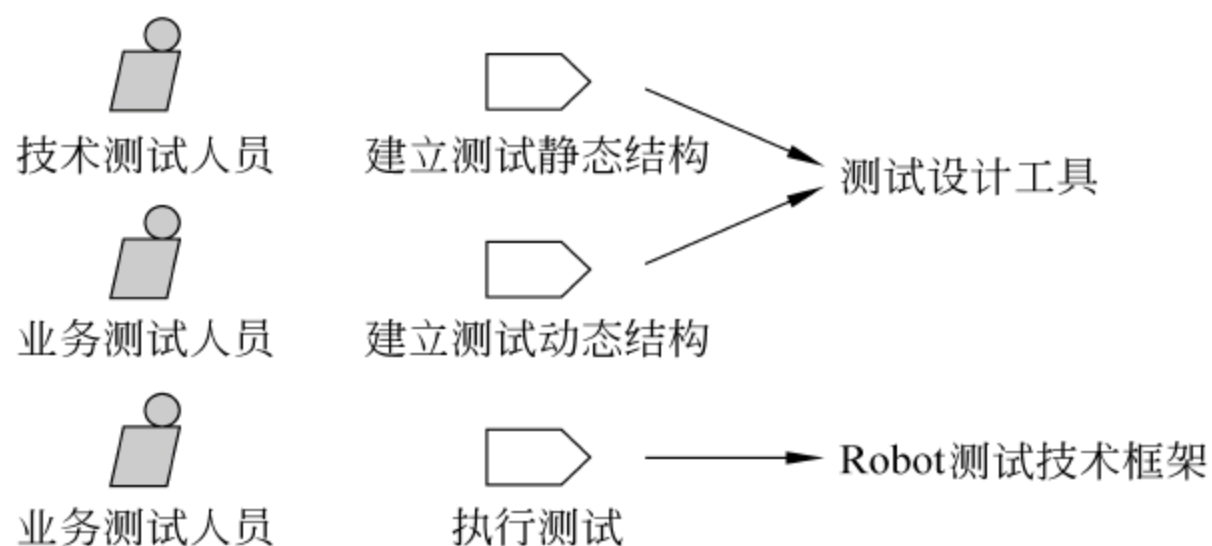 技术测试人员
建立测试静态结构
测试设计工具
业务测试人员
建立测试动态结构
业务测试人员
执行测试
Robot测试技术框架